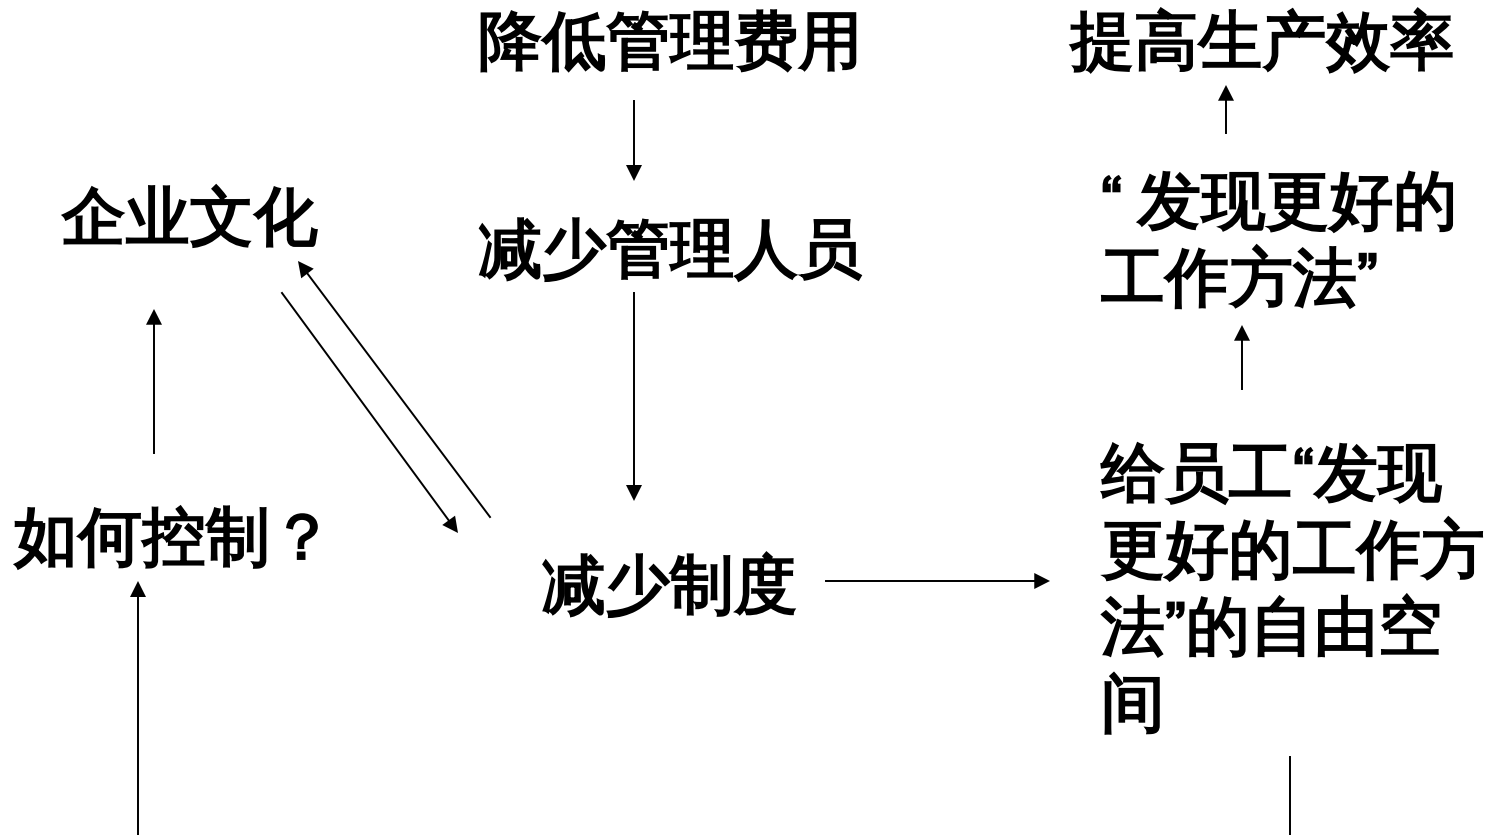 降低管理费用
提高生产效率
企业文化
减少管理人员
“ 发现更好的
工作方法”
如何控制？
减少制度
给员工“发现
更好的工作方
法”的自由空
间